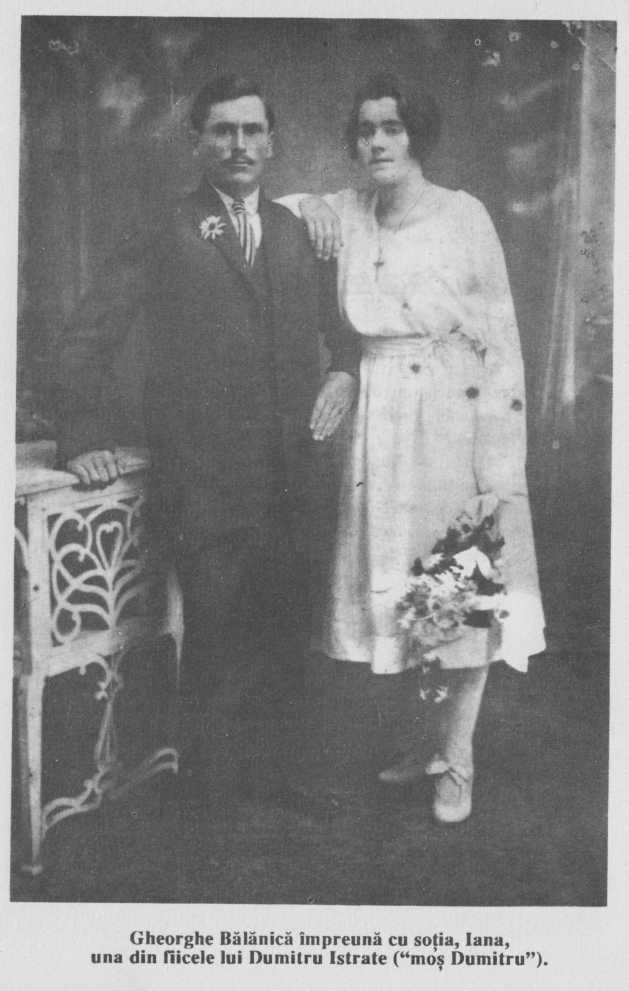 Gheorghe Bălănică împreună cu soția, Iana,
una din fiicele lui Dumitru Istrate (“moș Dumitru”).